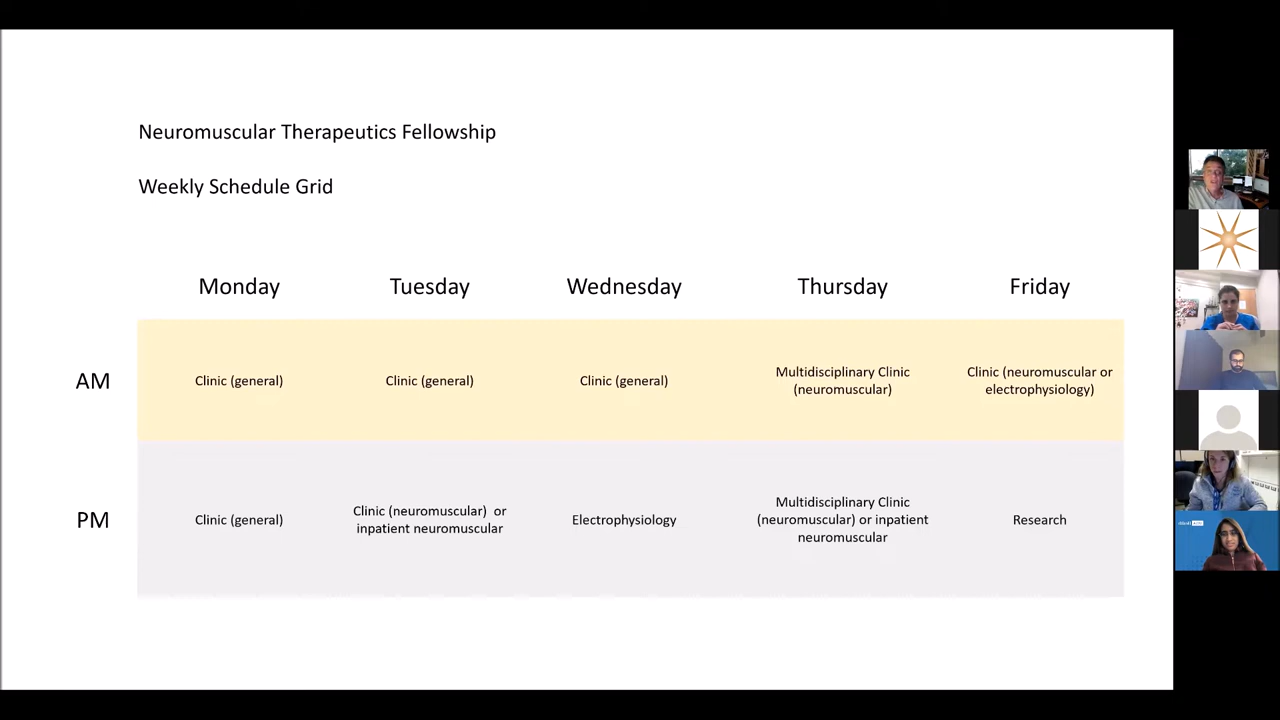 Neuromuscular Therapeutics Fellowship
Weekly Schedule Grid
Monday Tuesday Wednesday Thursday Friday
AM
Clinic (general)
Clinic (general)
Clinic (general)
Multidisciplinary Clinic
(neuromuscular)
Clinic (neuromuscular or
electrophysiology)
PM
Clinic (general)
Clinic (neuromuscular) or
inpatient neuromuscular
Electrophysiology
Multidisciplinary Clinic
(neuromuscular) or inpatient
neuromuscular
Research